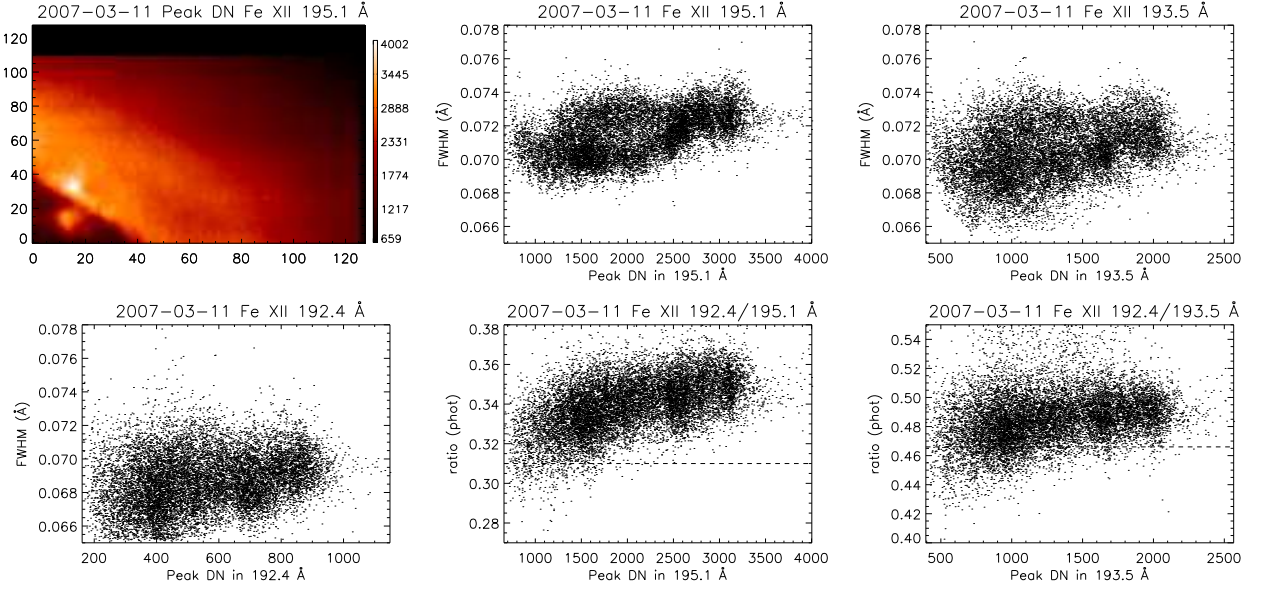 2007-03-11 Peak DN Fe XII 195.1 Å
120
100
80
60
40
20
0
0 20 40 60 80 100 120
4002
3445
2888
2331
1774
1217
659
2007-03-11 Fe XII 195.1 Å
FWHM (Å)
0.078
0.076
0.074
0.072
0.070
0.068
0.066
1000 1500 2000 2500 3000 3500 4000
Peak DN in 195.1 Å
2007-03-11 Fe XII 193.5 Å
FWHM (Å)
0.078
0.076
0.074
0.072
0.070
0.068
0.066
500 1000 1500 2000 2500
Peak DN in 193.5 Å
2007-03-11 Fe XII 192.4 Å
FWHM (Å)
0.078
0.076
0.074
0.072
0.070
0.068
0.066
200 400 600 800 1000
Peak DN in 192.4 Å
2007-03-11 Fe XII 192.4/195.1 Å
ratio (phot)
0.38
0.36
0.34
0.32
0.30
0.28
1000 1500 2000 2500 3000 3500 4000
Peak DN in 195.1 Å
2007-03-11 Fe XII 192.4/193.5 Å
ratio (phot)
0.54
0.52
0.50
0.48
0.46
0.44
0.42
0.40
500 1000 1500 2000 2500
Peak DN in 193.5 Å